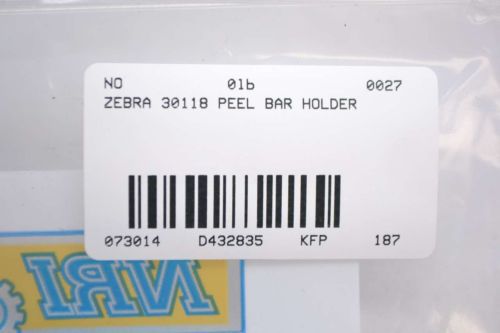 NO 01b 0027
ZEBRA 30118 PEEL BAR HOLDER
073014 D432835 KFP 187
NRI